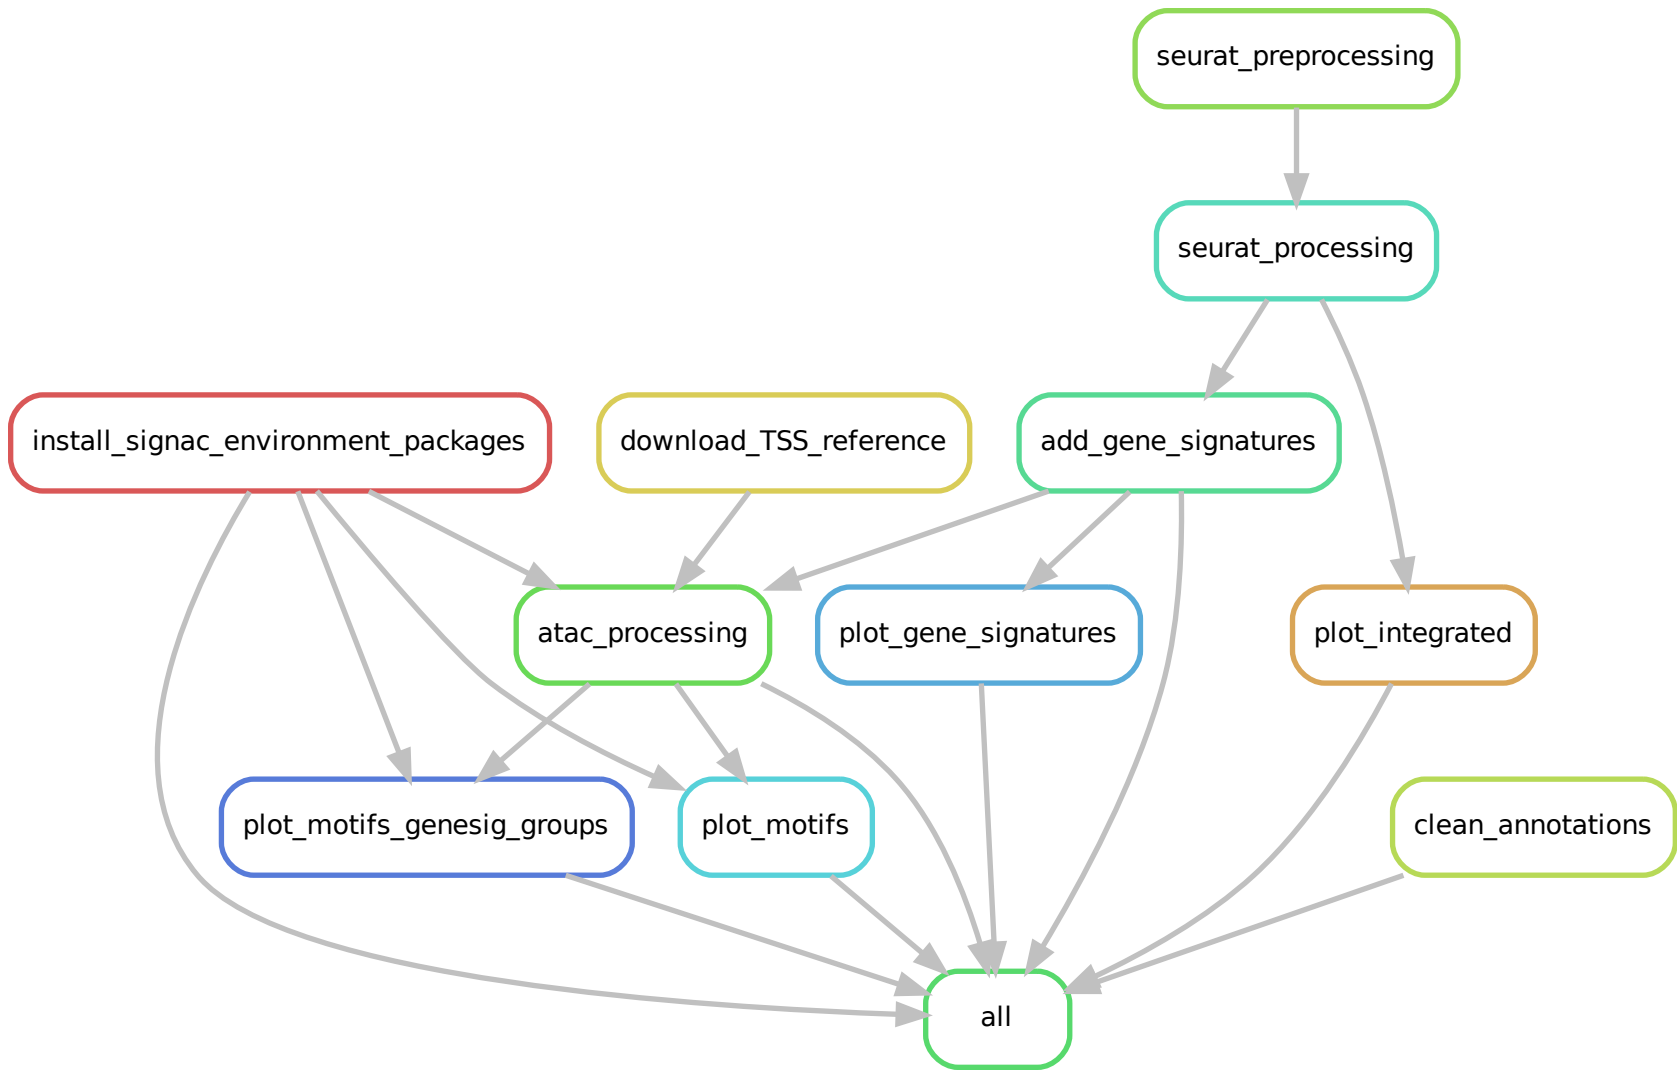 seurat_preprocessing
seurat_processing
install_signac_environment_packages
download_TSS_reference
add_gene_signatures
atac_processing
plot_gene_signatures
plot_integrated
plot_motifs_genesig_groups
plot_motifs
clean_annotations
all